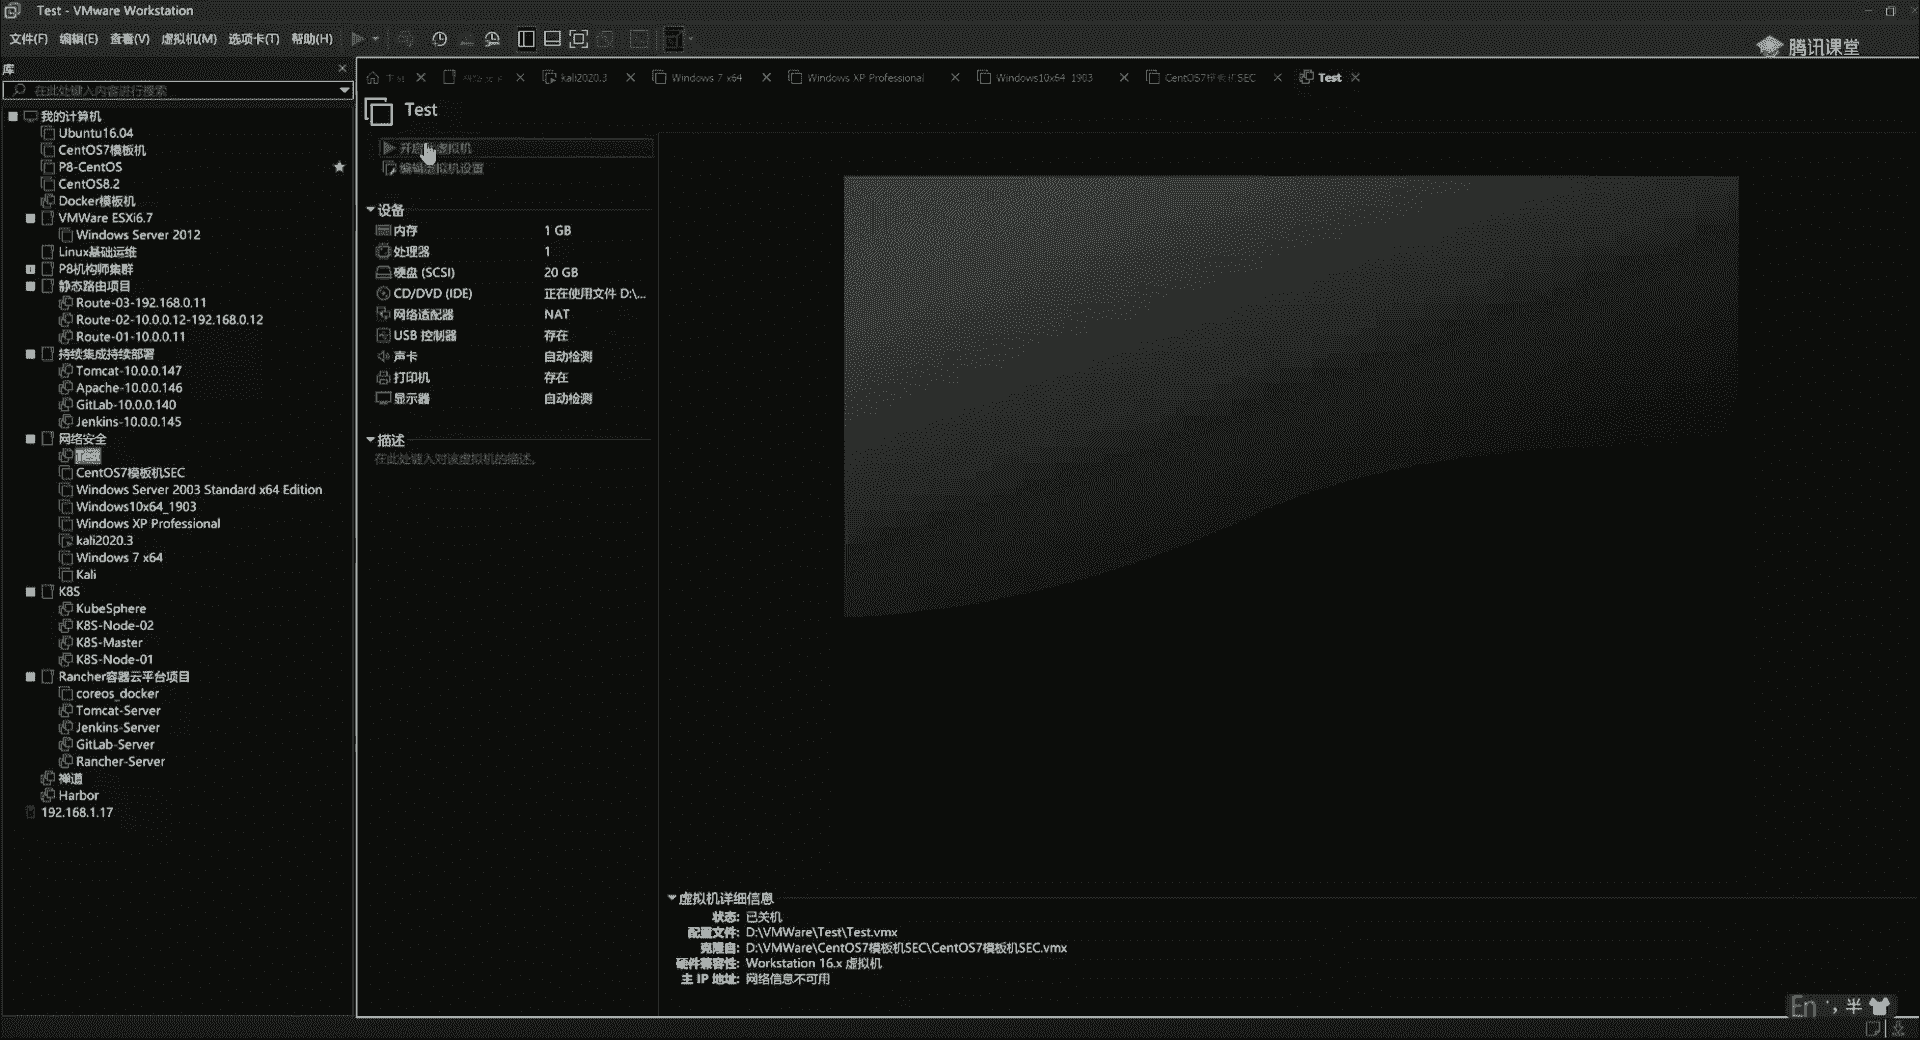 Test - VMware Workstation
文件(F) 编辑(E) 查看(V) 虚拟机(M) 选项卡(T) 帮助(H)
腾讯课堂
库
在此处键入内容进行搜索
我的计算机
Ubuntu16.04
CentOS7模板机
P8-CentOS
CentOS8.2
Docker模板机
VMWare ESXi6.7
Windows Server 2012
Linux基础运维
P8机构师集群
静态路由项目
Route-03-192.168.0.11
Route-02-10.0.0.12-192.168.0.12
Route-01-10.0.0.11
持续集成持续部署
Tomcat-10.0.0.147
Apache-10.0.0.146
GitLab-10.0.0.140
Jenkins-10.0.0.145
网络安全
Test
CentOS7模板机SEC
Windows Server 2003 Standard x64 Edition
Windows10x64_1903
Windows XP Professional
kali2020.3
Windows 7 x64
Kali
K8S
KubeSphere
K8S-Node-02
K8S-Master
K8S-Node-01
Rancher容器云平台项目
coreos_docker
Tomcat-Server
Jenkins-Server
GitLab-Server
Rancher-Server
禅道
Harbor
192.168.1.17
kali2020.3 Windows 7 x64 Windows XP Professional Windows10x64_1903 CentOS7模板机SEC Test
Test
开启 虚拟机
编辑虚拟机设置
设备
内存 1 GB
处理器 1
硬盘 (SCSI) 20 GB
CD/DVD (IDE) 正在使用文件 D:\...
网络适配器 NAT
USB 控制器 存在
声卡 自动检测
打印机 存在
显示器 自动检测
描述
在此处键入对该虚拟机的描述。
虚拟机详细信息
状态: 已关机
配置文件: D:\VMWare\Test\Test.vmx
克隆自: D:\VMWare\CentOS7模板机SEC\CentOS7模板机SEC.vmx
硬件兼容性: Workstation 16.x 虚拟机
主 IP 地址: 网络信息不可用
En 半